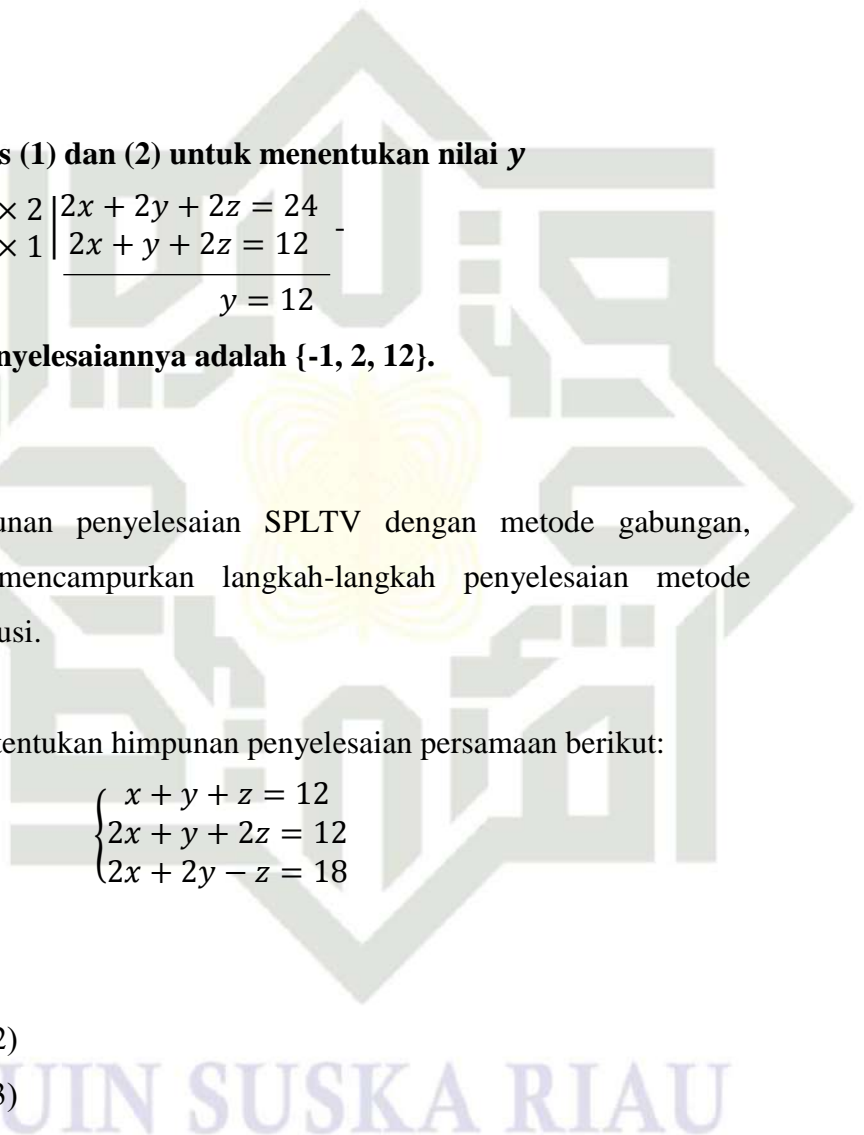 s (1) dan (2) untuk menentukan nilai y
× 2 | 2x + 2y + 2z = 24
× 1 | 2x + y + 2z = 12 -
y = 12
nyelesaiannya adalah {-1, 2, 12}.
unan penyelesaian SPLTV dengan metode gabungan,
mencampurkan langkah-langkah penyelesaian metode
usi.
tentukan himpunan penyelesaian persamaan berikut:
x + y + z = 12
2x + y + 2z = 12
2x + 2y − z = 18
2)
3)
UIN SUSKA RIAU